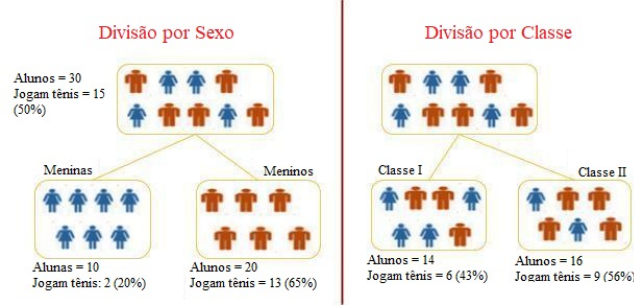 Divisão por Sexo
Alunos = 30
Jogam tênis = 15
(50%)
Meninas
Meninos
Alunas = 10
Jogam tênis: 2 (20%)
Alunos = 20
Jogam tênis = 13 (65%)
Divisão por Classe
Classe I
Classe II
Alunos = 14
Jogam tênis = 6 (43%)
Alunos = 16
Jogam tênis = 9 (56%)